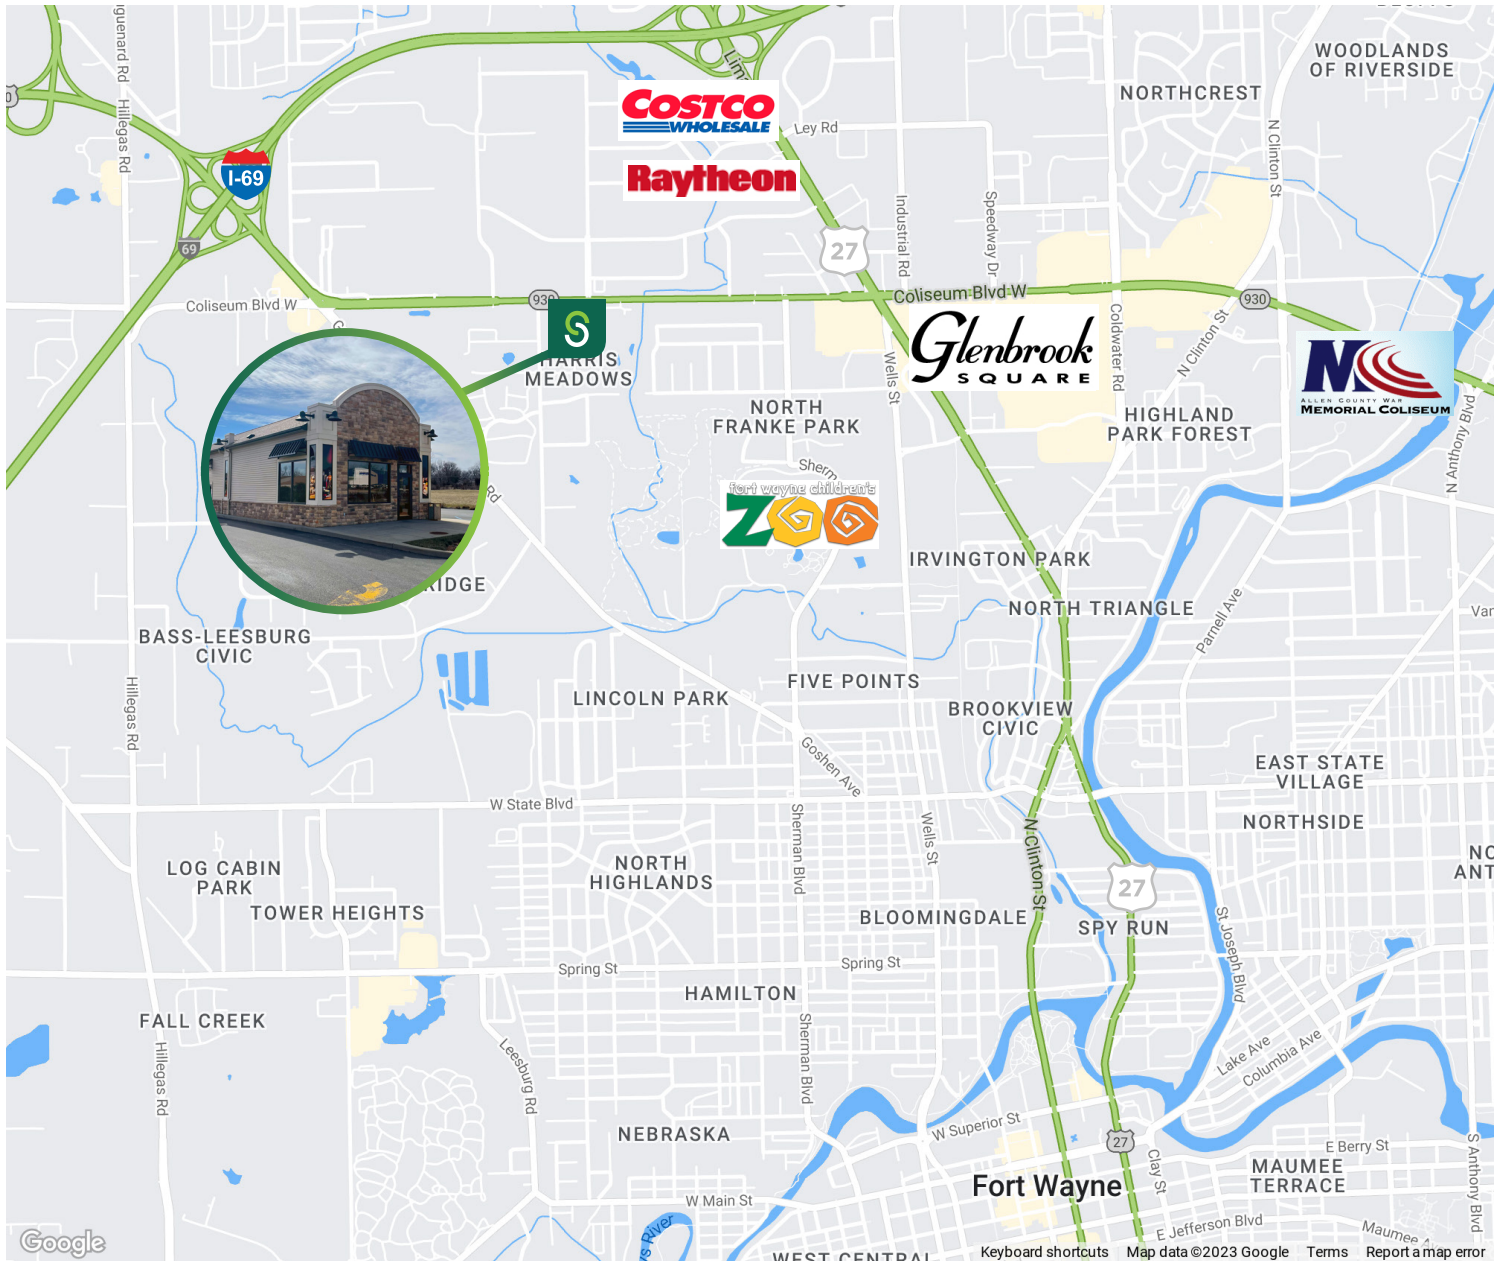 WOODLANDS
OF RIVERSIDE
NORTHCREST
Hillegas Rd
COSTCO
WHOLESALE
Ley Rd
N Clinton St
I-69
Raytheon
Industrial Rd
Speedway Dr
27
69
Coliseum Blvd W
930
Coliseum Blvd W
930
S
Glenbrook
SQUARE
Coldwater Rd
N Clinton St
Wells St
M
ALLEN COUNTY WAR
MEMORIAL COLISEUM
HARRIS
MEADOWS
NORTH
FRANKE PARK
HIGHLAND
PARK FOREST
N Anthony Blvd
Rd
fort wayne children's
ZOO
IRVINGTON PARK
NORTH TRIANGLE
Parnell Ave
BASS-LEESBURG
CIVIC
Hillegas Rd
LINCOLN PARK
FIVE POINTS
BROOKVIEW
CIVIC
Goshen Ave
EAST STATE
VILLAGE
W State Blvd
Sherman Blvd
Wells St
N Clinton St
NORTHSIDE
LOG CABIN
PARK
NORTH
HIGHLANDS
27
TOWER HEIGHTS
BLOOMINGDALE
SPY RUN
St Joseph Blvd
Spring St
Spring St
HAMILTON
FALL CREEK
Hillegas Rd
Leesburg Rd
Sherman Blvd
Lake Ave
Columbia Ave
NEBRASKA
W Superior St
27
Clay St
E Berry St
MAUMEE
TERRACE
S Anthony Blvd
Fort Wayne
W Main St
E Jefferson Blvd
WEST CENTRAL
Google
Keyboard shortcuts Map data ©2023 Google Terms Report a map error